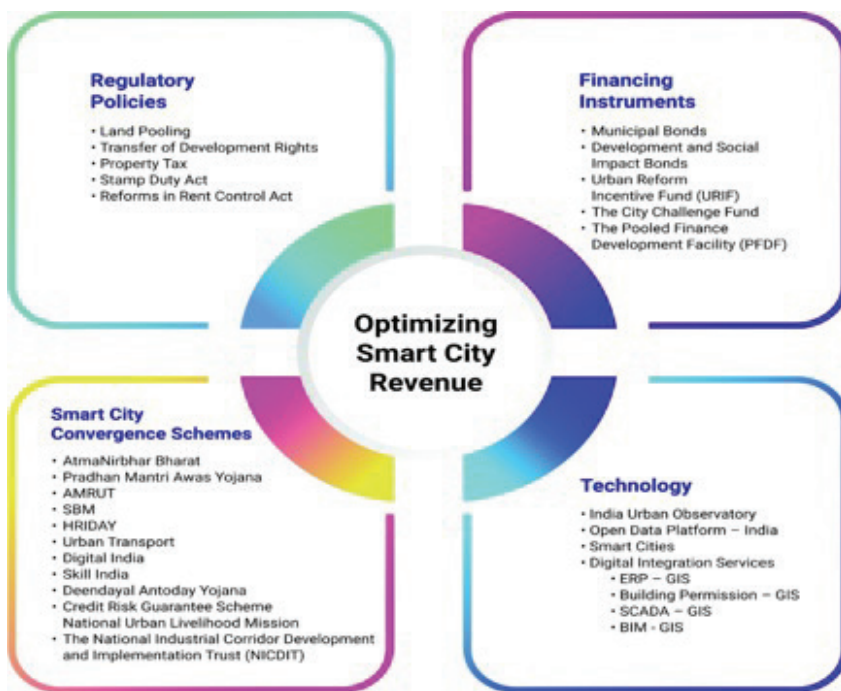 Regulatory
Policies
• Land Pooling
• Transfer of Development Rights
• Property Tax
• Stamp Duty Act
• Reforms in Rent Control Act
Financing
Instruments
• Municipal Bonds
• Development and Social
Impact Bonds
• Urban Reform
Incentive Fund (URIF)
• The City Challenge Fund
• The Pooled Finance
Development Facility (PFDF)
Optimizing
Smart City
Revenue
Smart City
Convergence Schemes
• AtmaNirbhar Bharat
• Pradhan Mantri Awas Yojana
• AMRUT
• SBM
• HRIDAY
• Urban Transport
• Digital India
• Skill India
• Deendayal Antoday Yojana
• Credit Risk Guarantee Scheme
National Urban Livelihood Mission
• The National Industrial Corridor Development
and Implementation Trust (NICDIT)
Technology
• India Urban Observatory
• Open Data Platform – India
• Smart Cities
• Digital Integration Services
• ERP – GIS
• Building Permission – GIS
• SCADA – GIS
• BIM - GIS